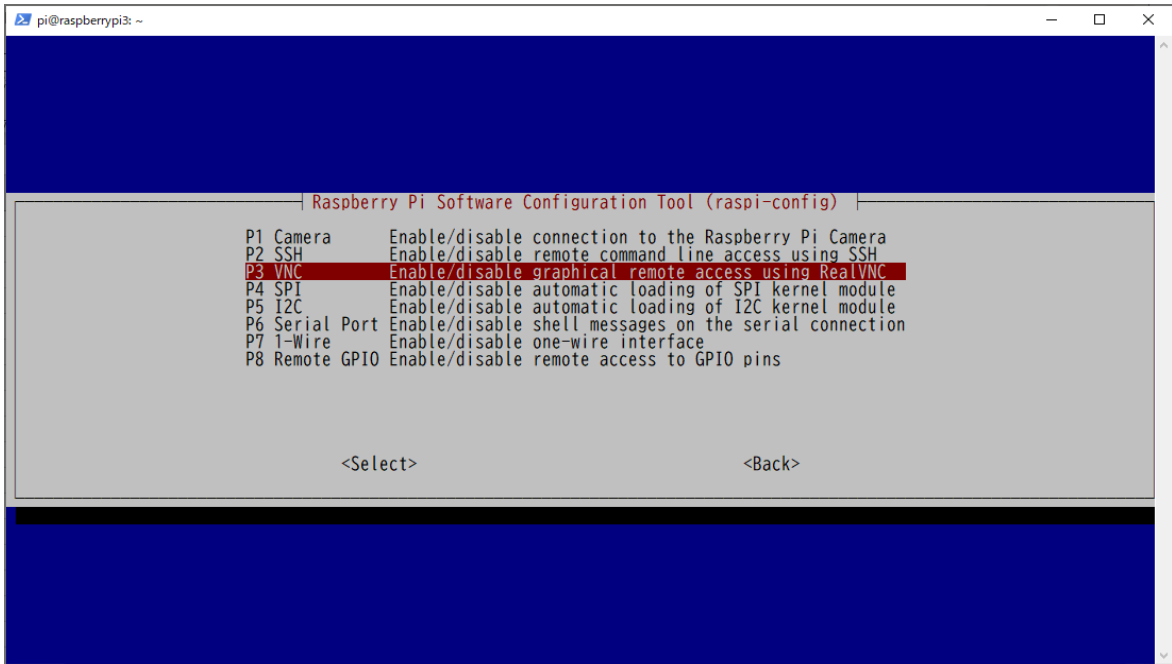 pi@raspberrypi3: ~
Raspberry Pi Software Configuration Tool (raspi-config)
P1 Camera      Enable/disable connection to the Raspberry Pi Camera
P2 SSH         Enable/disable remote command line access using SSH
P3 VNC         Enable/disable graphical remote access using RealVNC
P4 SPI         Enable/disable automatic loading of SPI kernel module
P5 I2C         Enable/disable automatic loading of I2C kernel module
P6 Serial Port Enable/disable shell messages on the serial connection
P7 1-Wire      Enable/disable one-wire interface
P8 Remote GPIO Enable/disable remote access to GPIO pins
<Select> <Back>